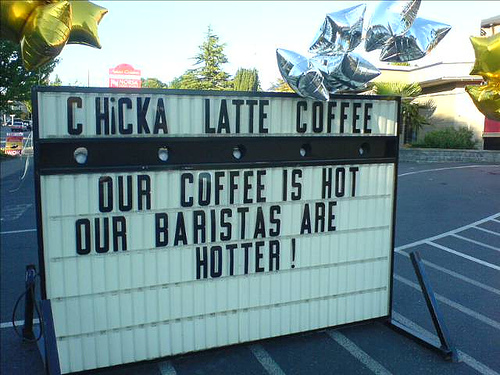 CHiCKA LATTE COFFEE
OUR COFFEE IS HOT
OUR BARISTAS ARE
HOTTER!